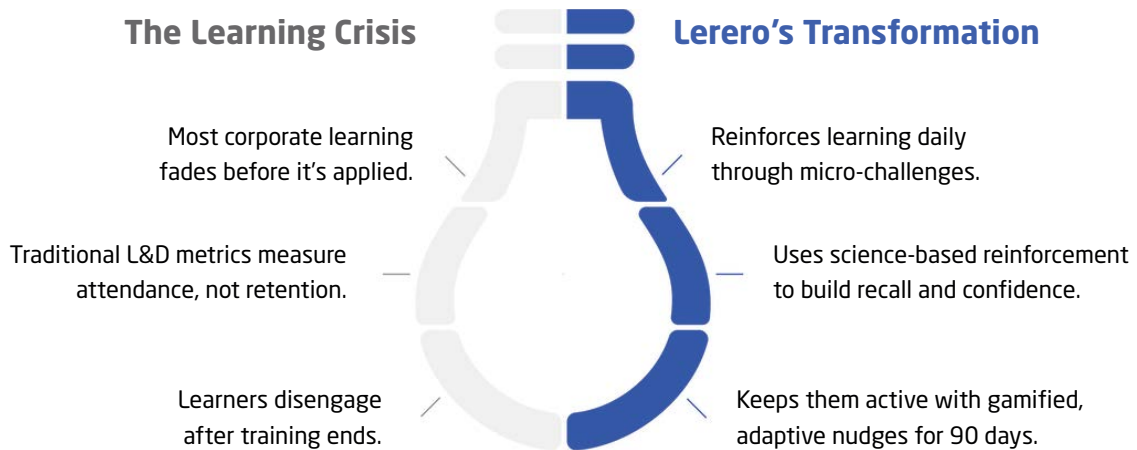 The Learning Crisis
Most corporate learning
fades before it’s applied.
Traditional L&D metrics measure
attendance, not retention.
Learners disengage
after training ends.
Lerero’s Transformation
Reinforces learning daily
through micro-challenges.
Uses science-based reinforcement
to build recall and confidence.
Keeps them active with gamified,
adaptive nudges for 90 days.